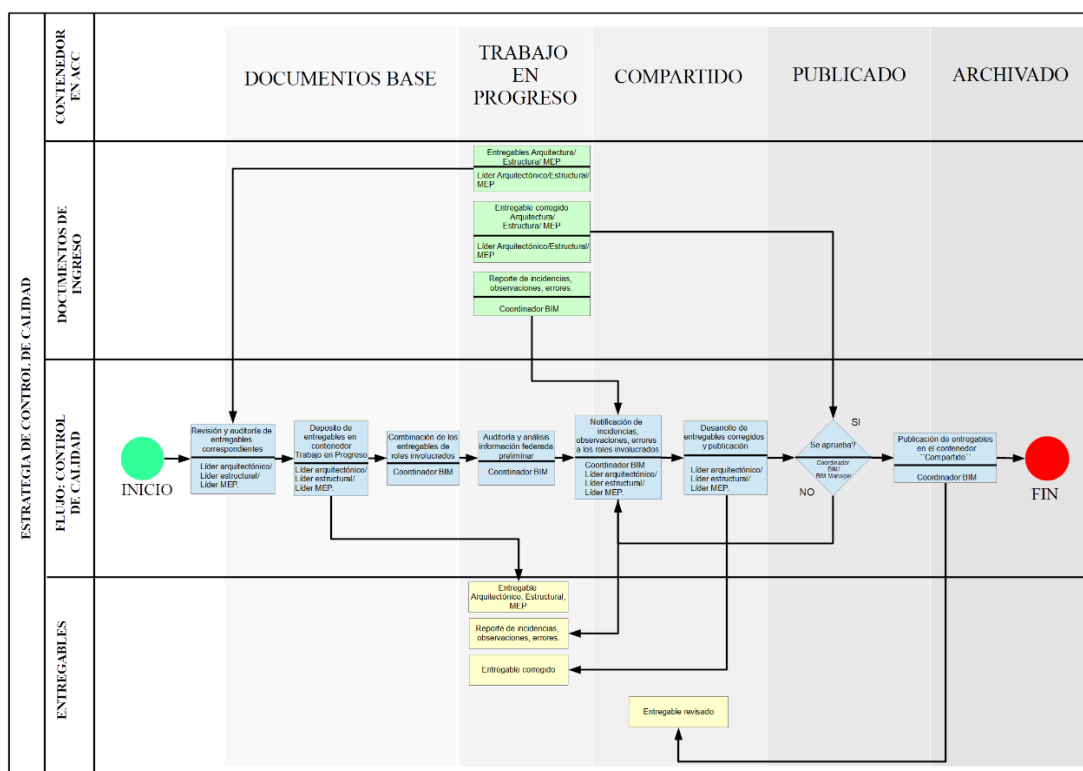 ESTRATEGIA DE CONTROL DE CALIDAD
CONTENEDOR
EN ACC
DOCUMENTOS BASE
TRABAJO
EN
PROGRESO
COMPARTIDO
PUBLICADO
ARCHIVADO
DOCUMENTOS DE
INGRESO
Entregables Arquitectura/
Estructura/ MEP
Líder Arquitectónico/Estructural/
MEP
Entregable corregido
Arquitectura/
Estructura/ MEP
Líder Arquitectónico/Estructural/
MEP
Reporte de incidencias,
observaciones, errores.
Coordinador BIM
FLUJO: CONTROL
DE CALIDAD
INICIO
Revisión y auditoría de
entregables
correspondientes
Líder arquitectónico/
Líder estructural/
Líder MEP.
Deposito de
entregables en
contenedor
Trabajo en Progreso
Líder arquitectónico/
Líder estructural/
Líder MEP.
Combinación de los
entregables de
roles involucrados
Coordinador BIM
Auditoría y análisis
información federada
preliminar
Coordinador BIM
Notificación de
incidencias,
observaciones, errores
a los roles involucrados
Coordinador BIM
Líder arquitectónico/
Líder estructural/
Líder MEP.
Desarrollo de
entregables corregidos
y publicación
Líder arquitectónico/
Líder estructural/
Líder MEP.
SI
Se aprueba?
Coordinador
BIM/
BIM Manager
NO
Publicación de entregables
en el contenedor
´´Compartido´´
Coordinador BIM
FIN
ENTREGABLES
Entregable
Arquitectónico, Estructural,
MEP
Reporte de incidencias,
observaciones, errores.
Entregable corregido
Entregable revisado